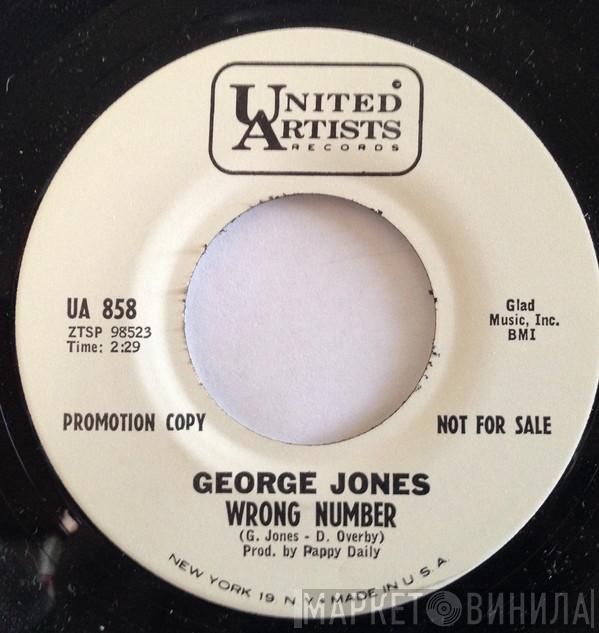 UNITED
ARTISTS
RECORDS
UA 858
ZTSP 98523
Time: 2:29
Glad
Music, Inc.
BMI
PROMOTION COPY
NOT FOR SALE
GEORGE JONES
WRONG NUMBER
(G. Jones - D. Overby)
Prod. by Pappy Daily
NEW YORK 19 N.Y. • MADE IN U.S.A.
МАРКЕТ ВИНИЛА